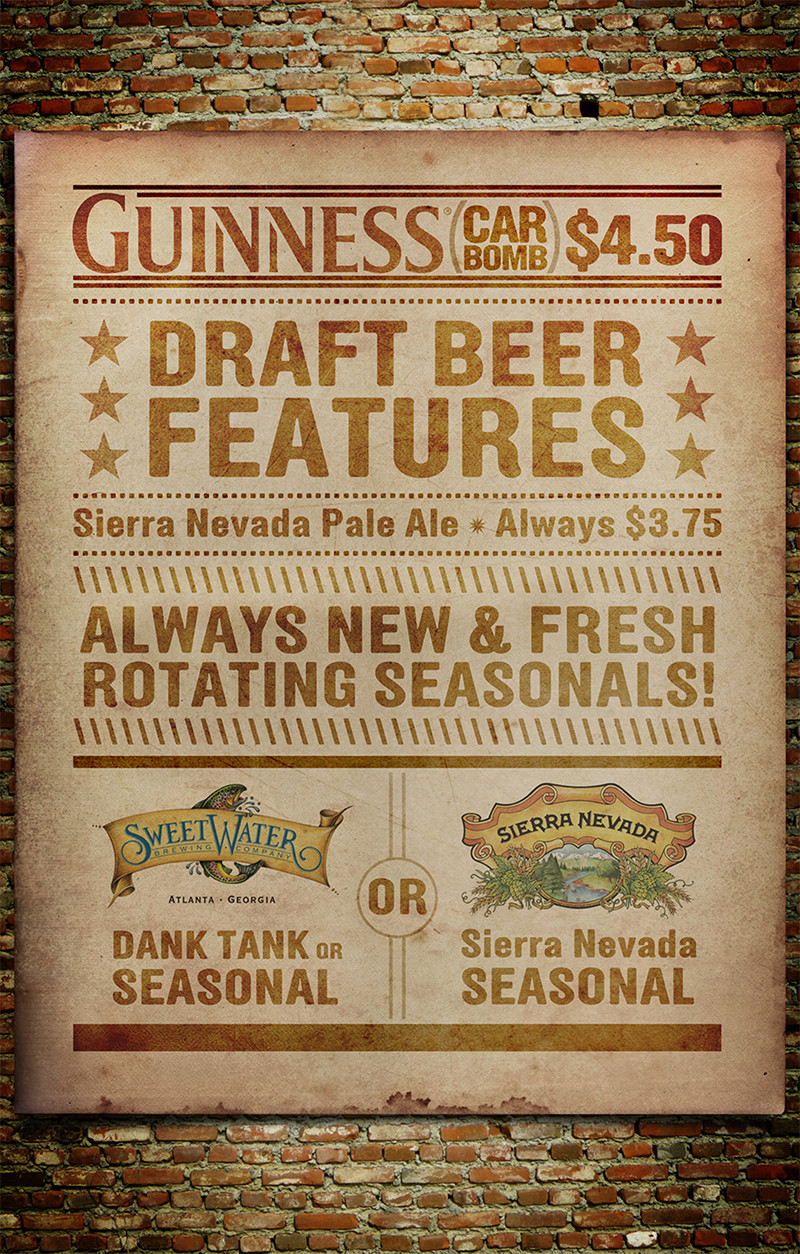 GUINNESS® (CAR BOMB) $4.50
DRAFT BEER
FEATURES
Sierra Nevada Pale Ale * Always $3.75
ALWAYS NEW & FRESH
ROTATING SEASONALS!
SWEETWATER
BREWING COMPANY
ATLANTA · GEORGIA
DANK TANK OR
SEASONAL
OR
SIERRA NEVADA
Sierra Nevada
SEASONAL